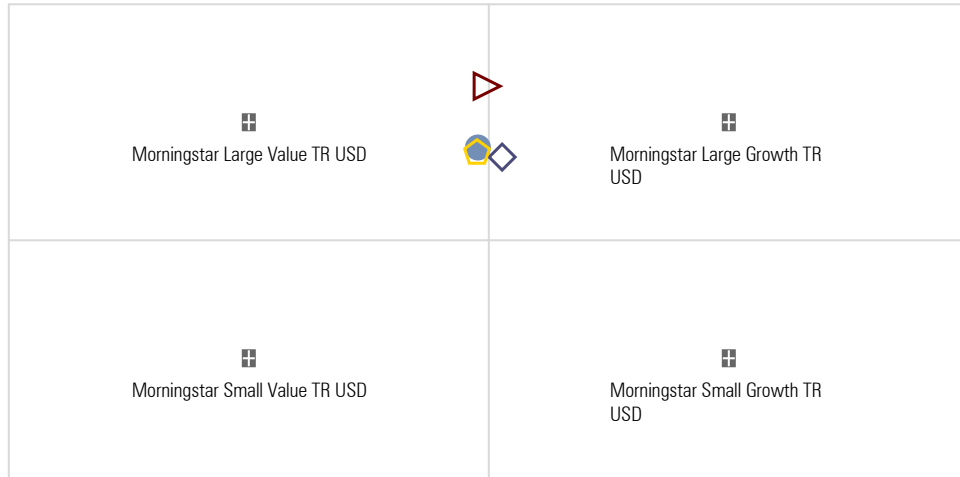 Morningstar Large Value TR USD
Morningstar Large Growth TR
USD
Morningstar Small Value TR USD
Morningstar Small Growth TR
USD